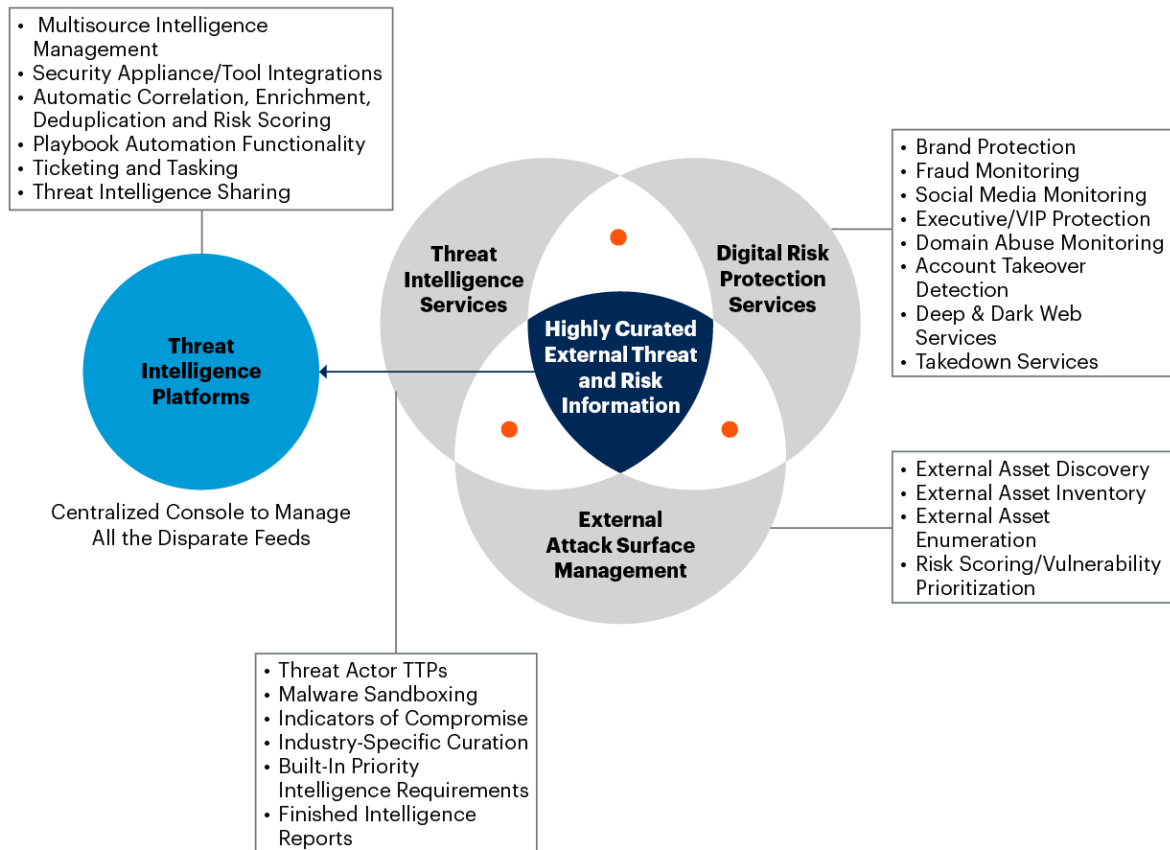 • Multisource Intelligence
Management
• Security Appliance/Tool Integrations
• Automatic Correlation, Enrichment,
Deduplication and Risk Scoring
• Playbook Automation Functionality
• Ticketing and Tasking
• Threat Intelligence Sharing
Threat
Intelligence
Platforms
Centralized Console to Manage
All the Disparate Feeds
Threat
Intelligence
Services
Digital Risk
Protection
Services
Highly Curated
External Threat
and Risk
Information
External
Attack Surface
Management
• Brand Protection
• Fraud Monitoring
• Social Media Monitoring
• Executive/VIP Protection
• Domain Abuse Monitoring
• Account Takeover
Detection
• Deep & Dark Web
Services
• Takedown Services
• External Asset Discovery
• External Asset Inventory
• External Asset
Enumeration
• Risk Scoring/Vulnerability
Prioritization
• Threat Actor TTPs
• Malware Sandboxing
• Indicators of Compromise
• Industry-Specific Curation
• Built-In Priority
Intelligence Requirements
• Finished Intelligence
Reports